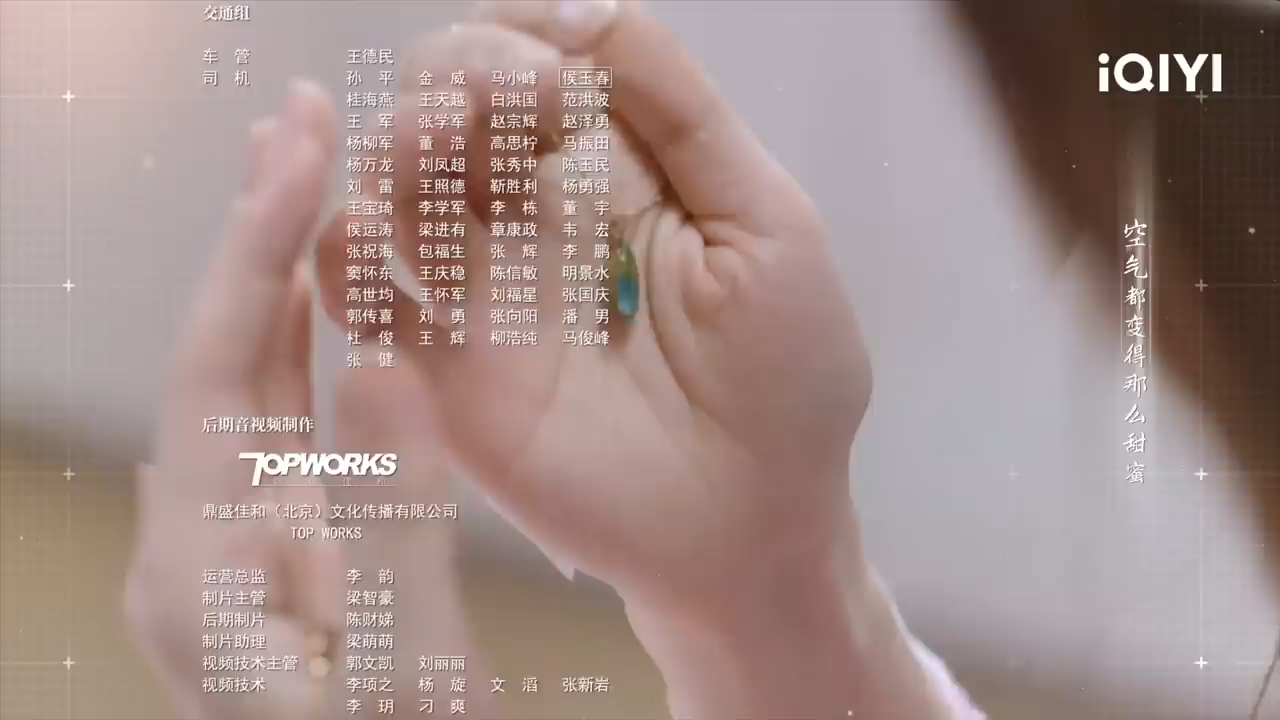 交通组
iQIYI
车 管 王德民
司 机 孙 平 金 威 马小峰 侯玉春
桂海燕 王天越 白洪国 范洪波
王 军 张学军 赵宗辉 赵泽勇
杨柳军 董 浩 高思柠 马振田
杨万龙 刘凤超 张秀中 陈玉民
刘 雷 王照德 靳胜利 杨勇强
王宝琦 李学军 李 栋 董 宇
侯运涛 梁进有 章康政 韦 宏
张祝海 包福生 张 辉 李 鹏
窦怀东 王庆稳 陈信敏 明景水
高世均 王怀军 刘福星 张国庆
郭传喜 刘 勇 张向阳 潘 男
杜 俊 王 辉 柳浩纯 马俊峰
张 健
空气都变得那么甜蜜
后期音视频制作
TOPWORKS
鼎盛佳和（北京）文化传播有限公司
TOP WORKS
运营总监 李 韵
制片主管 梁智豪
后期制片 陈财娣
制片助理 梁萌萌
视频技术主管 郭文凯 刘丽丽
视频技术 李项之 杨 旋 文 滔 张新岩
李 玥 刁 爽